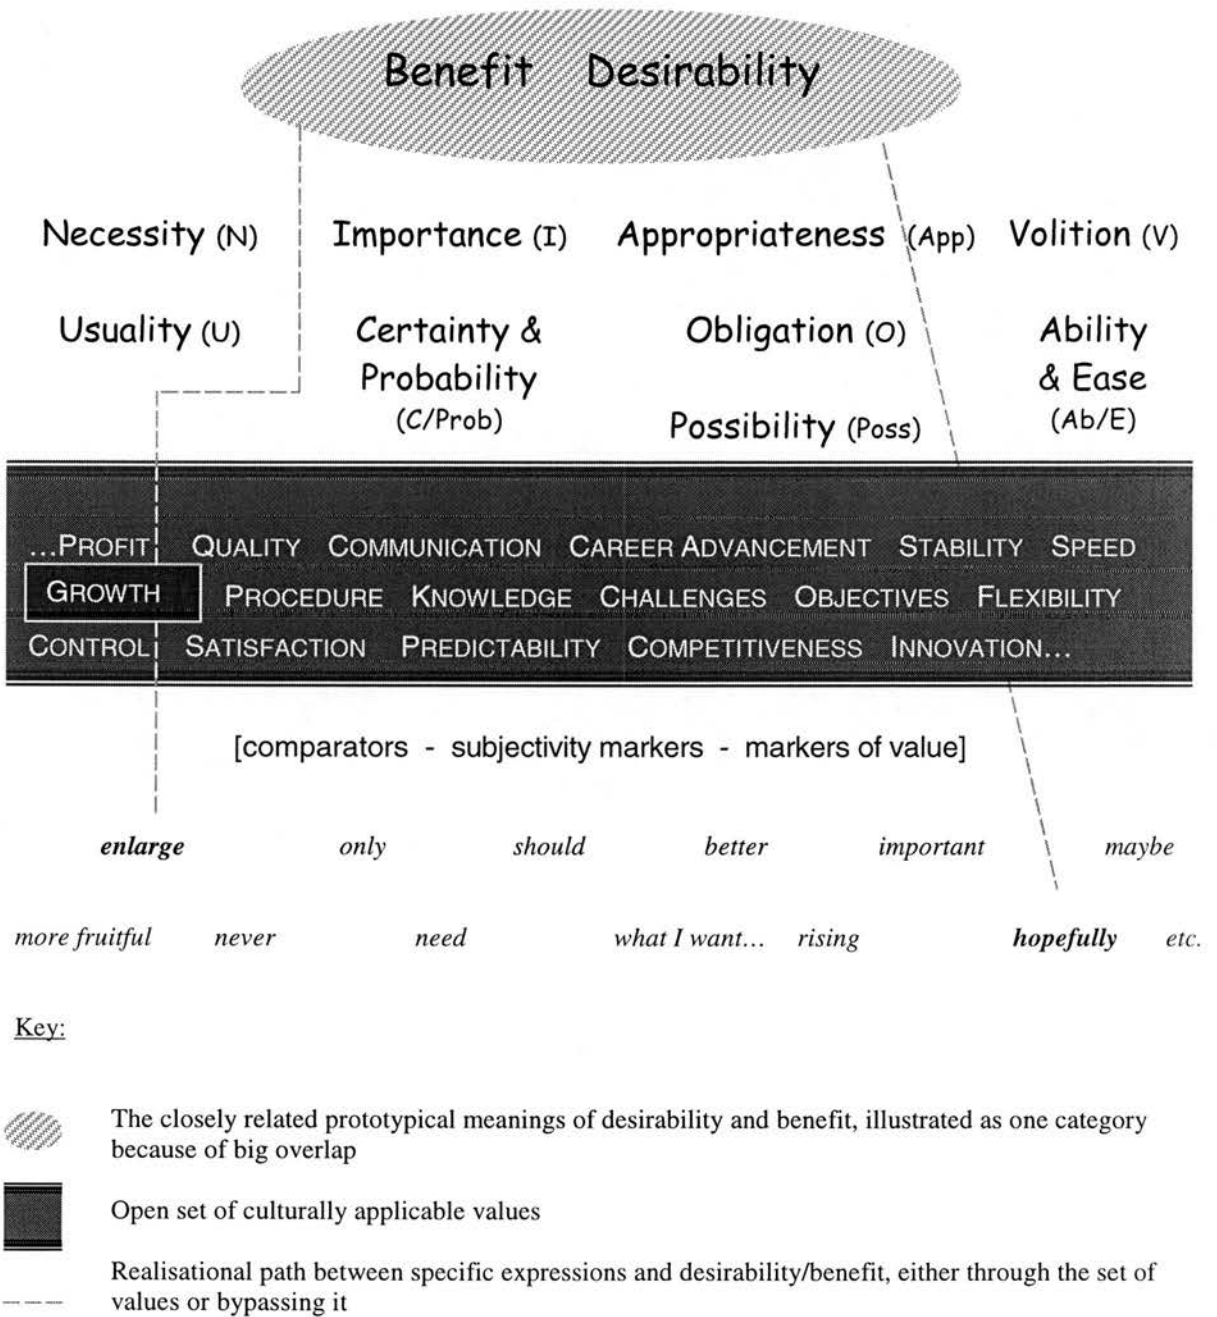 Benefit Desirability
Necessity (N) Importance (I) Appropriateness (App) Volition (V)
Usuality (U) Certainty & Obligation (O) Ability
Probability & Ease
(C/Prob) Possibility (Poss) (Ab/E)
...PROFIT QUALITY COMMUNICATION CAREER ADVANCEMENT STABILITY SPEED
GROWTH PROCEDURE KNOWLEDGE CHALLENGES OBJECTIVES FLEXIBILITY
CONTROL SATISFACTION PREDICTABILITY COMPETITIVENESS INNOVATION...
[comparators - subjectivity markers - markers of value]
enlarge only should better important maybe
more fruitful never need what I want... rising hopefully etc.
Key:
The closely related prototypical meanings of desirability and benefit, illustrated as one category
because of big overlap
Open set of culturally applicable values
Realisational path between specific expressions and desirability/benefit, either through the set of
values or bypassing it